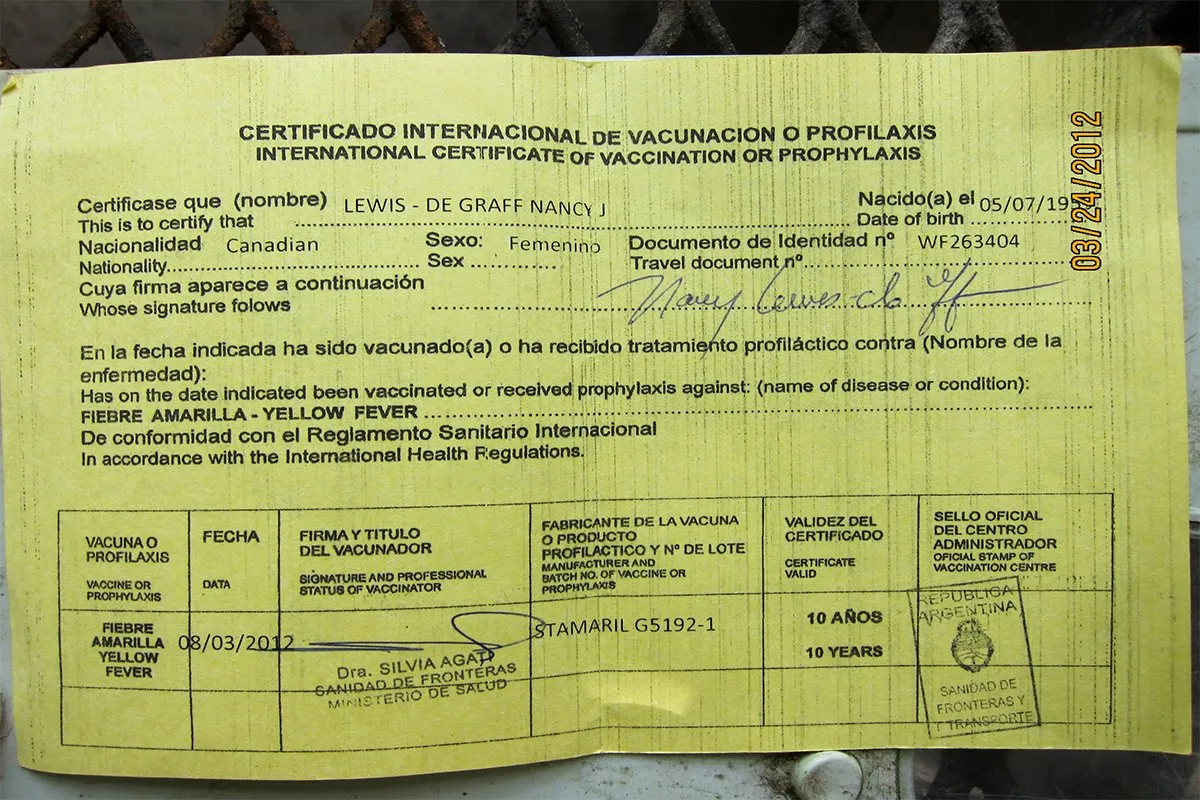 CERTIFICADO INTERNACIONAL DE VACUNACION O PROFILAXIS
INTERNATIONAL CERTIFICATE OF VACCINATION OR PROPHYLAXIS
03/24/2012
Certificase que (nombre) LEWIS - DE GRAFF NANCY J Nacido(a) el 05/07/19
This is to certify that Date of birth
Nacionalidad Canadian Sexo: Femenino Documento de Identidad nº WF263404
Nationality Sex Travel document nº
Cuya firma aparece a continuación
Whose signature folows Nancy Lewis-de
En la fecha indicada ha sido vacunado(a) o ha recibido tratamiento profiláctico contra (Nombre de la
enfermedad):
Has on the date indicated been vaccinated or received prophylaxis against: (name of disease or condition):
FIEBRE AMARILLA - YELLOW FEVER
De conformidad con el Reglamento Sanitario Internacional
In accordance with the International Health Regulations.
VACUNA O
PROFILAXIS
VACCINE OR
PROPHYLAXIS
FECHA
DATA
FIRMA Y TITULO
DEL VACUNADOR
SIGNATURE AND PROFESSIONAL
STATUS OF VACCINATOR
FABRICANTE DE LA VACUNA
O PRODUCTO
PROFILACTICO Y Nº DE LOTE
MANUFACTURER AND
BATCH NO. OF VACCINE OR
PROPHYLAXIS
VALIDEZ DEL
CERTIFICADO
CERTIFICATE
VALID
SELLO OFICIAL
DEL CENTRO
ADMINISTRADOR
OFICIAL STAMP OF
VACCINATION CENTRE
FIEBRE
AMARILLA
YELLOW
FEVER
08/03/2012
Dra. SILVIA AGATI
SANIDAD DE FRONTERAS
MINISTERIO DE SALUD
STAMARIL G5192-1
10 AÑOS
10 YEARS
REPUBLICA
ARGENTINA
SANIDAD DE
FRONTERAS Y
TRANSPORTE